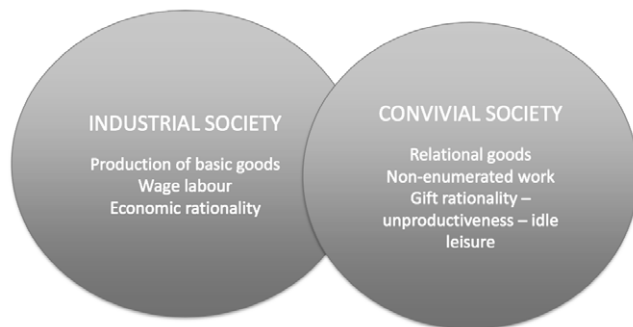 INDUSTRIAL SOCIETY
Production of basic goods
Wage labour
Economic rationality
CONVIVIAL SOCIETY
Relational goods
Non-enumerated work
Gift rationality –
unproductiveness – idle
leisure